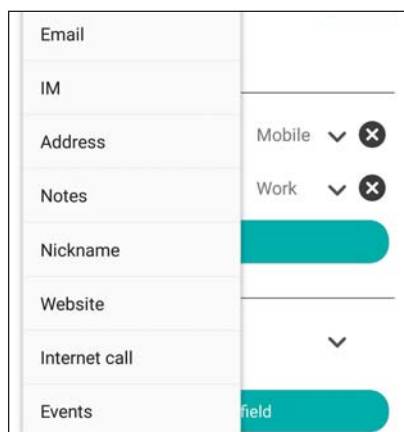 Email
IM
Address
Mobile
Notes
Work
Nickname
Website
Internet call
Events
field